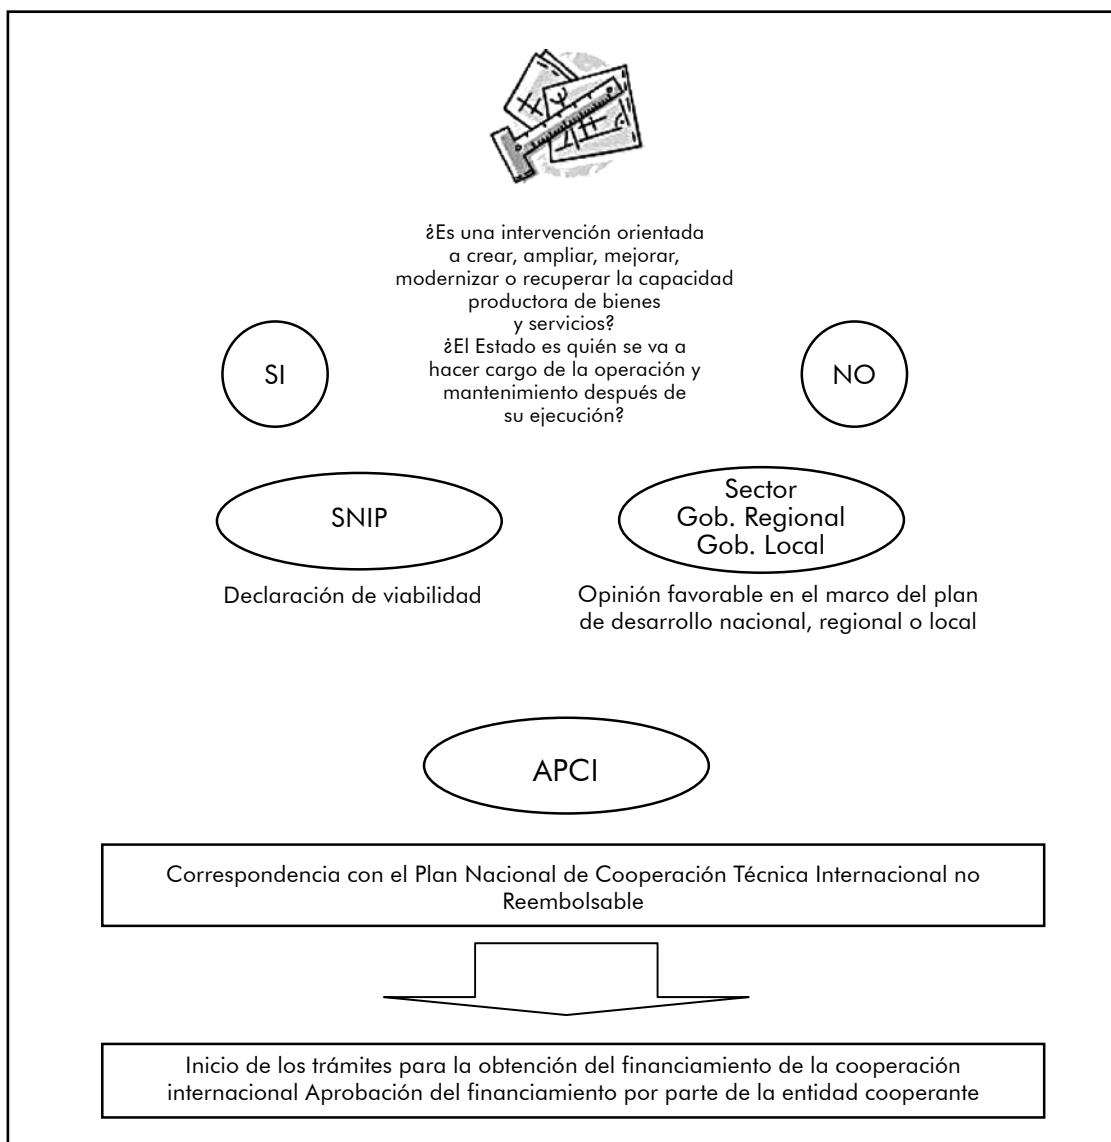 ¿Es una intervención orientada
a crear, ampliar, mejorar,
modernizar o recuperar la capacidad
productora de bienes
y servicios?
¿El Estado es quién se va a
hacer cargo de la operación y
mantenimiento después de
su ejecución?
SI
NO
SNIP
Declaración de viabilidad
Sector
Gob. Regional
Gob. Local
Opinión favorable en el marco del plan
de desarrollo nacional, regional o local
APCI
Correspondencia con el Plan Nacional de Cooperación Técnica Internacional no
Reembolsable
Inicio de los trámites para la obtención del financiamiento de la cooperación
internacional Aprobación del financiamiento por parte de la entidad cooperante